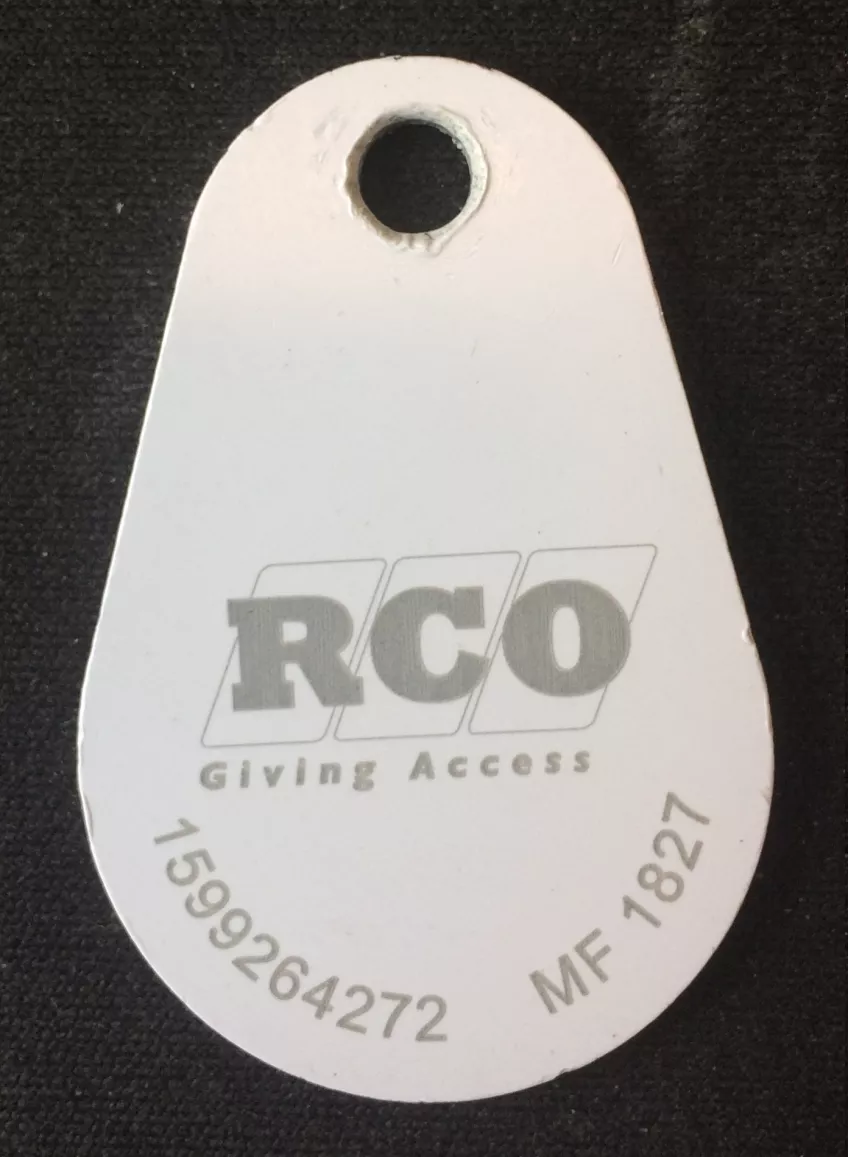 RCO
Giving Access
1599264272
MF 1827